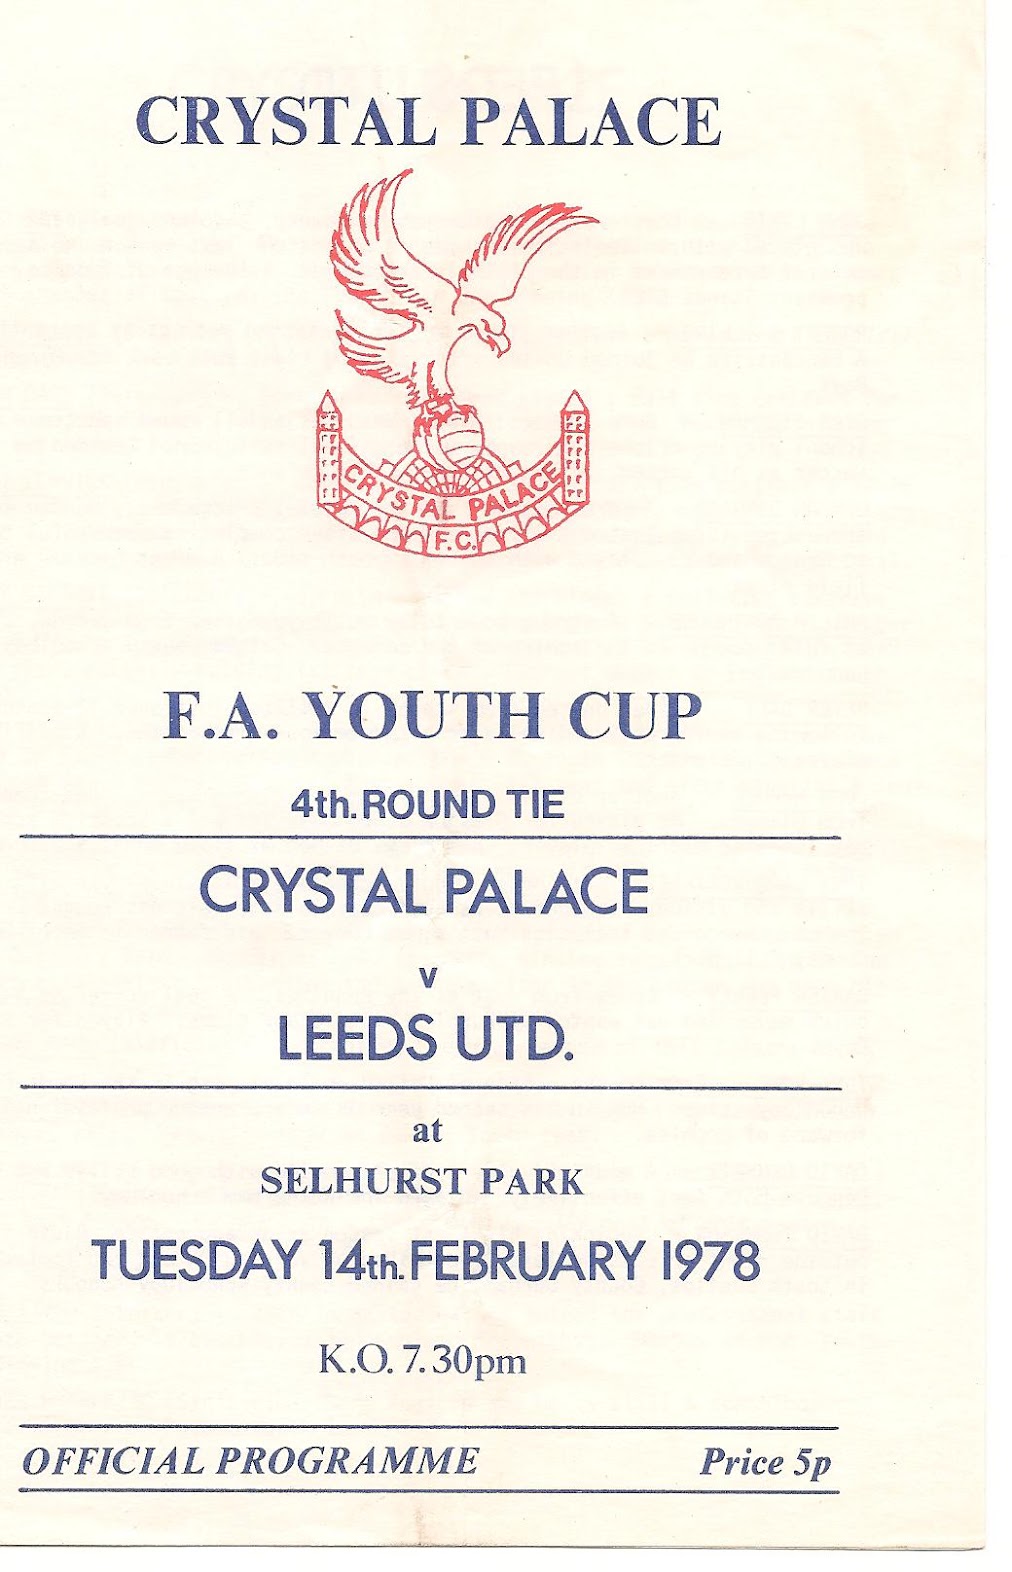 CRYSTAL PALACE
CRYSTAL PALACE
F.C.
F.A. YOUTH CUP
4th. ROUND TIE
CRYSTAL PALACE
v
LEEDS UTD.
at
SELHURST PARK
TUESDAY 14th. FEBRUARY 1978
K.O. 7.30pm
OFFICIAL PROGRAMME Price 5p